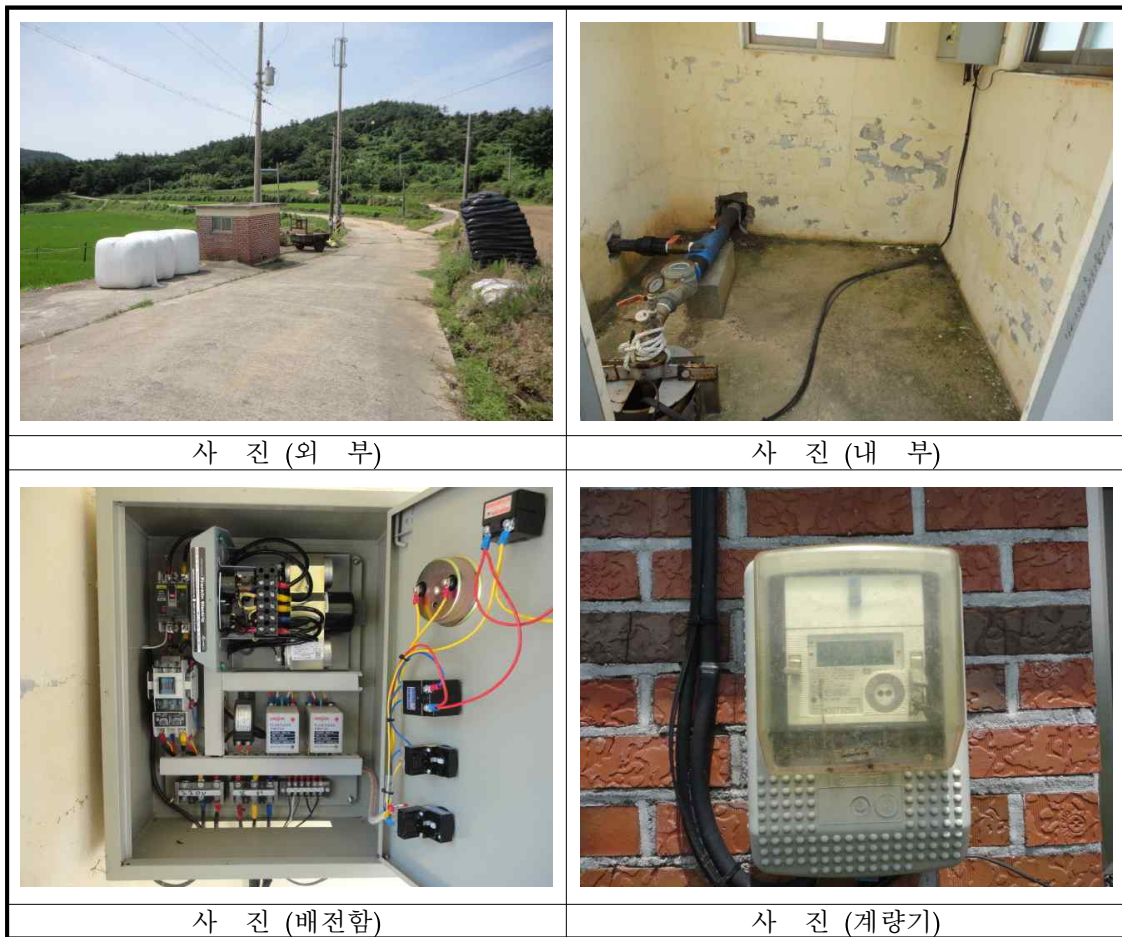 사 진 (외 부)
사 진 (내 부)
사 진 (배전함)
사 진 (계량기)